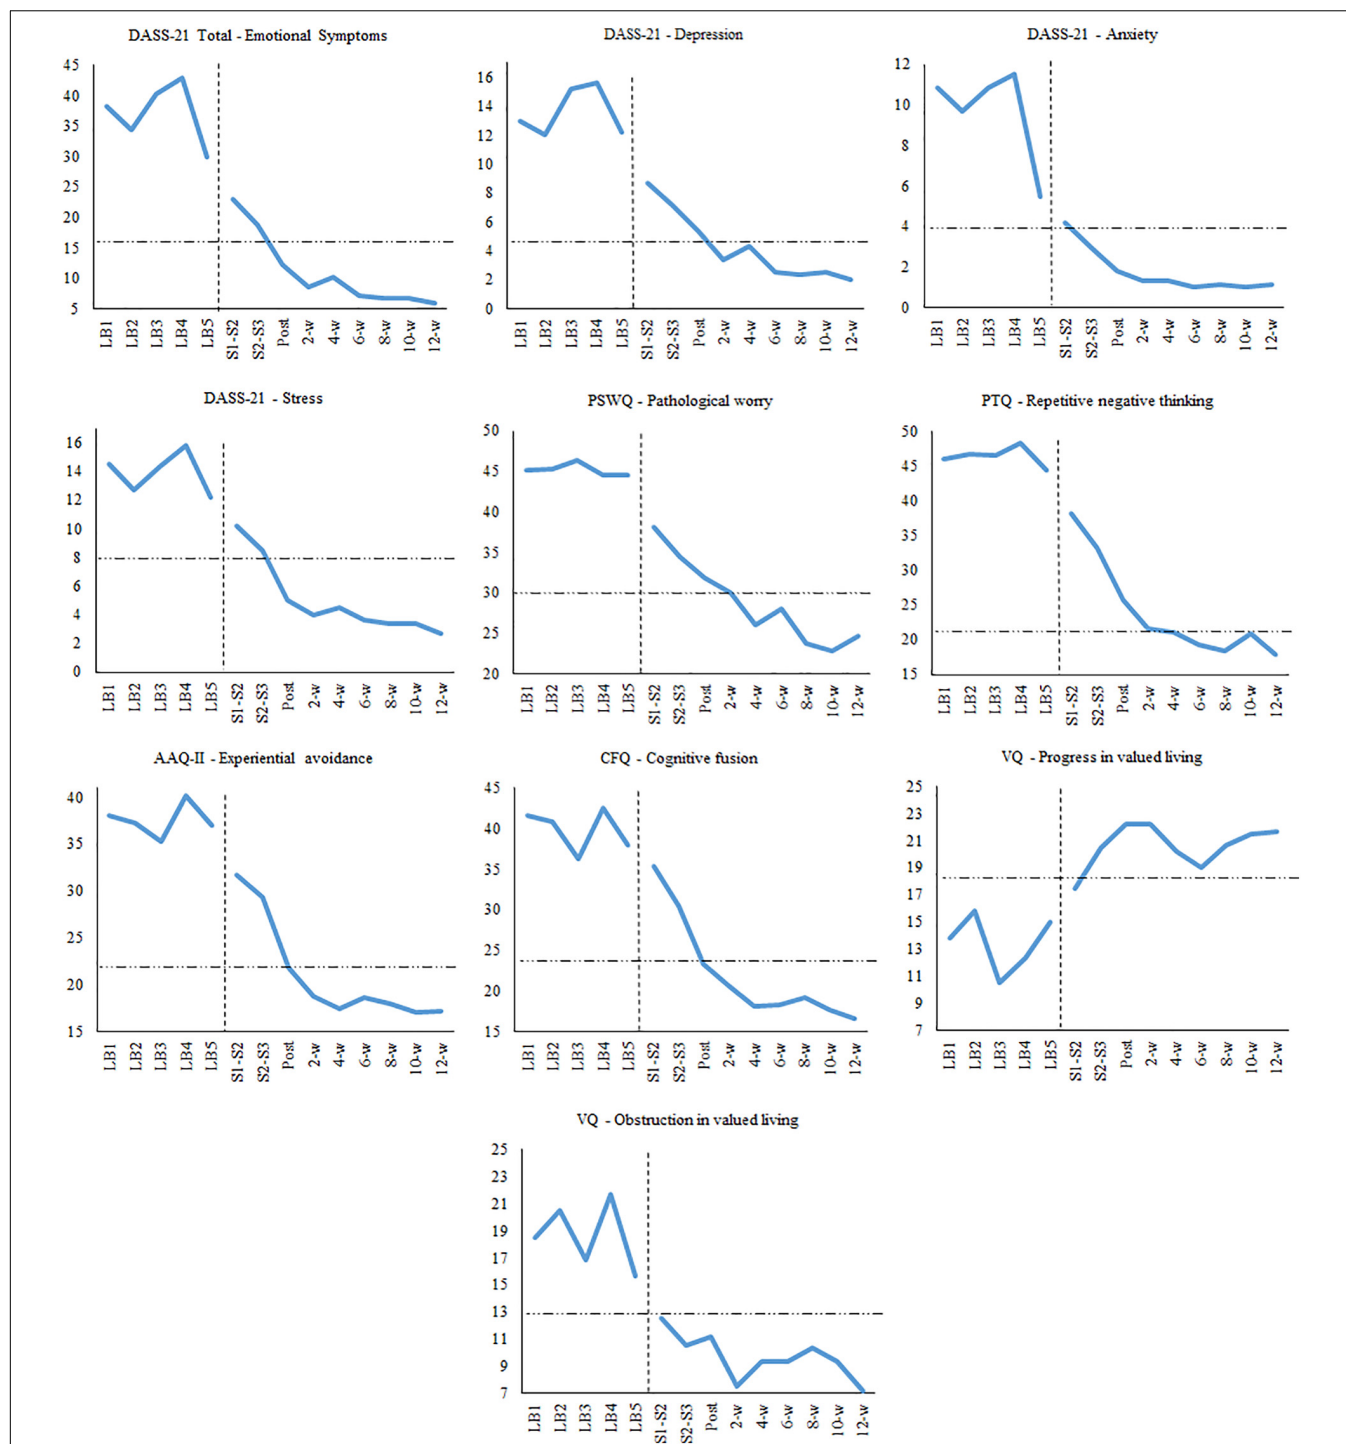 DASS-21 Total - Emotional Symptoms
45
40
35
30
25
20
15
10
5
LB1
LB2
LB3
LB4
LB5
S1-S2
S2-S3
Post
2-w
4-w
6-w
8-w
10-w
12-w
DASS-21 - Depression
16
14
12
10
8
6
4
2
0
LB1
LB2
LB3
LB4
LB5
S1-S2
S2-S3
Post
2-w
4-w
6-w
8-w
10-w
12-w
DASS-21 - Anxiety
12
10
8
6
4
2
0
LB1
LB2
LB3
LB4
LB5
S1-S2
S2-S3
Post
2-w
4-w
6-w
8-w
10-w
12-w
DASS-21 - Stress
16
14
12
10
8
6
4
2
0
LB1
LB2
LB3
LB4
LB5
S1-S2
S2-S3
Post
2-w
4-w
6-w
8-w
10-w
12-w
PSWQ - Pathological worry
50
45
40
35
30
25
20
LB1
LB2
LB3
LB4
LB5
S1-S2
S2-S3
Post
2-w
4-w
6-w
8-w
10-w
12-w
PTQ - Repetitive negative thinking
50
45
40
35
30
25
20
15
LB1
LB2
LB3
LB4
LB5
S1-S2
S2-S3
Post
2-w
4-w
6-w
8-w
10-w
12-w
AAQ-II - Experiential avoidance
40
35
30
25
20
15
LB1
LB2
LB3
LB4
LB5
S1-S2
S2-S3
Post
2-w
4-w
6-w
8-w
10-w
12-w
CFQ - Cognitive fusion
45
40
35
30
25
20
15
LB1
LB2
LB3
LB4
LB5
S1-S2
S2-S3
Post
2-w
4-w
6-w
8-w
10-w
12-w
VQ - Progress in valued living
25
23
21
19
17
15
13
11
9
7
LB1
LB2
LB3
LB4
LB5
S1-S2
S2-S3
Post
2-w
4-w
6-w
8-w
10-w
12-w
VQ - Obstruction in valued living
25
23
21
19
17
15
13
11
9
7
LB1
LB2
LB3
LB4
LB5
S1-S2
S2-S3
Post
2-w
4-w
6-w
8-w
10-w
12-w